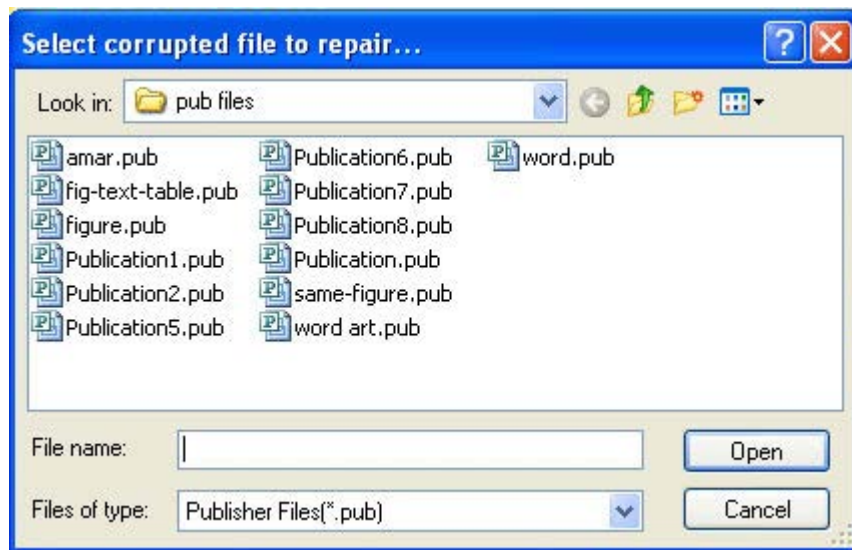 Select corrupted file to repair...
Look in: pub files
amar.pub
fig-text-table.pub
figure.pub
Publication1.pub
Publication2.pub
Publication5.pub
Publication6.pub
Publication7.pub
Publication8.pub
Publication.pub
same-figure.pub
word art.pub
word.pub
File name:
Open
Files of type: Publisher Files(*.pub)
Cancel